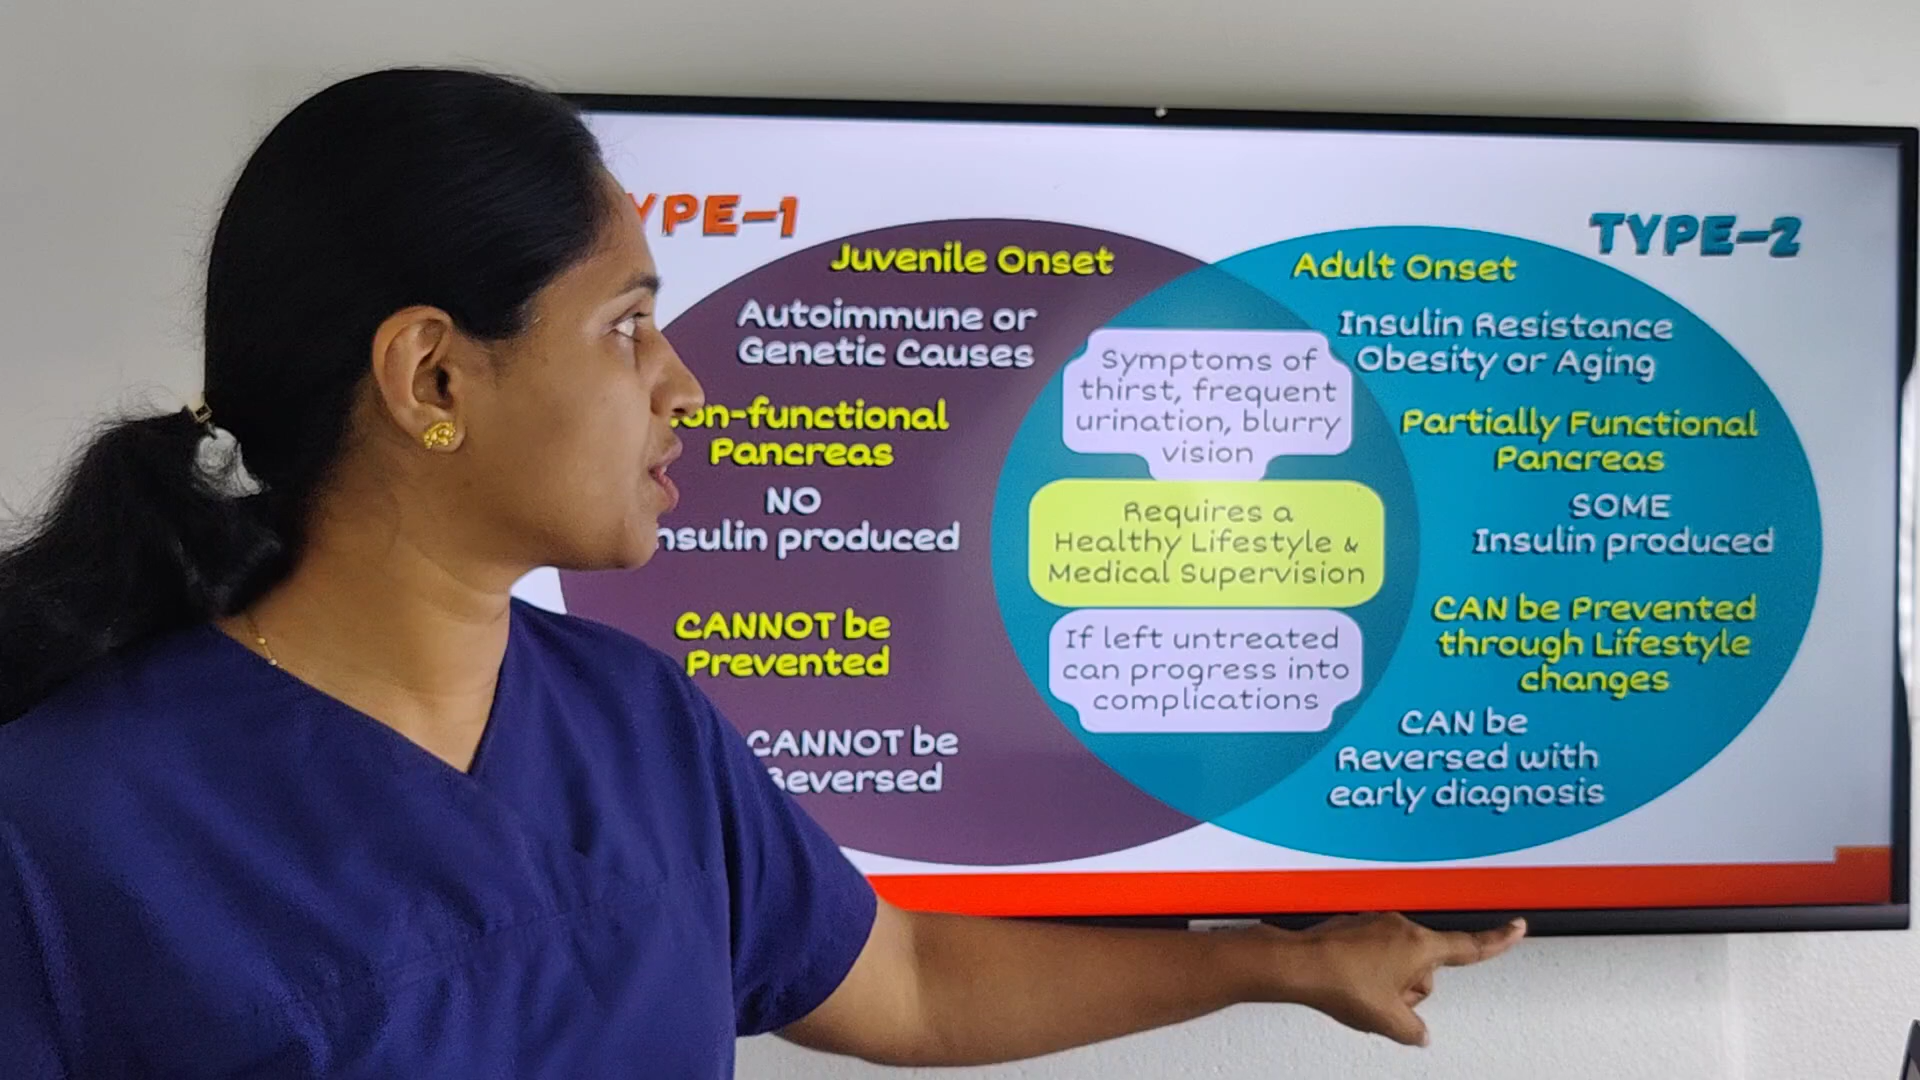 YPE-1
Juvenile Onset
Autoimmune or
Genetic Causes
on-functional
Pancreas
NO
nsulin produced
CANNOT be
Prevented
CANNOT be
Reversed
Symptoms of
thirst, frequent
urination, blurry
vision
Requires a
Healthy Lifestyle &
Medical Supervision
If left untreated
can progress into
complications
TYPE-2
Adult Onset
Insulin Resistance
Obesity or Aging
Partially Functional
Pancreas
SOME
Insulin produced
CAN be Prevented
through Lifestyle
changes
CAN be
Reversed with
early diagnosis